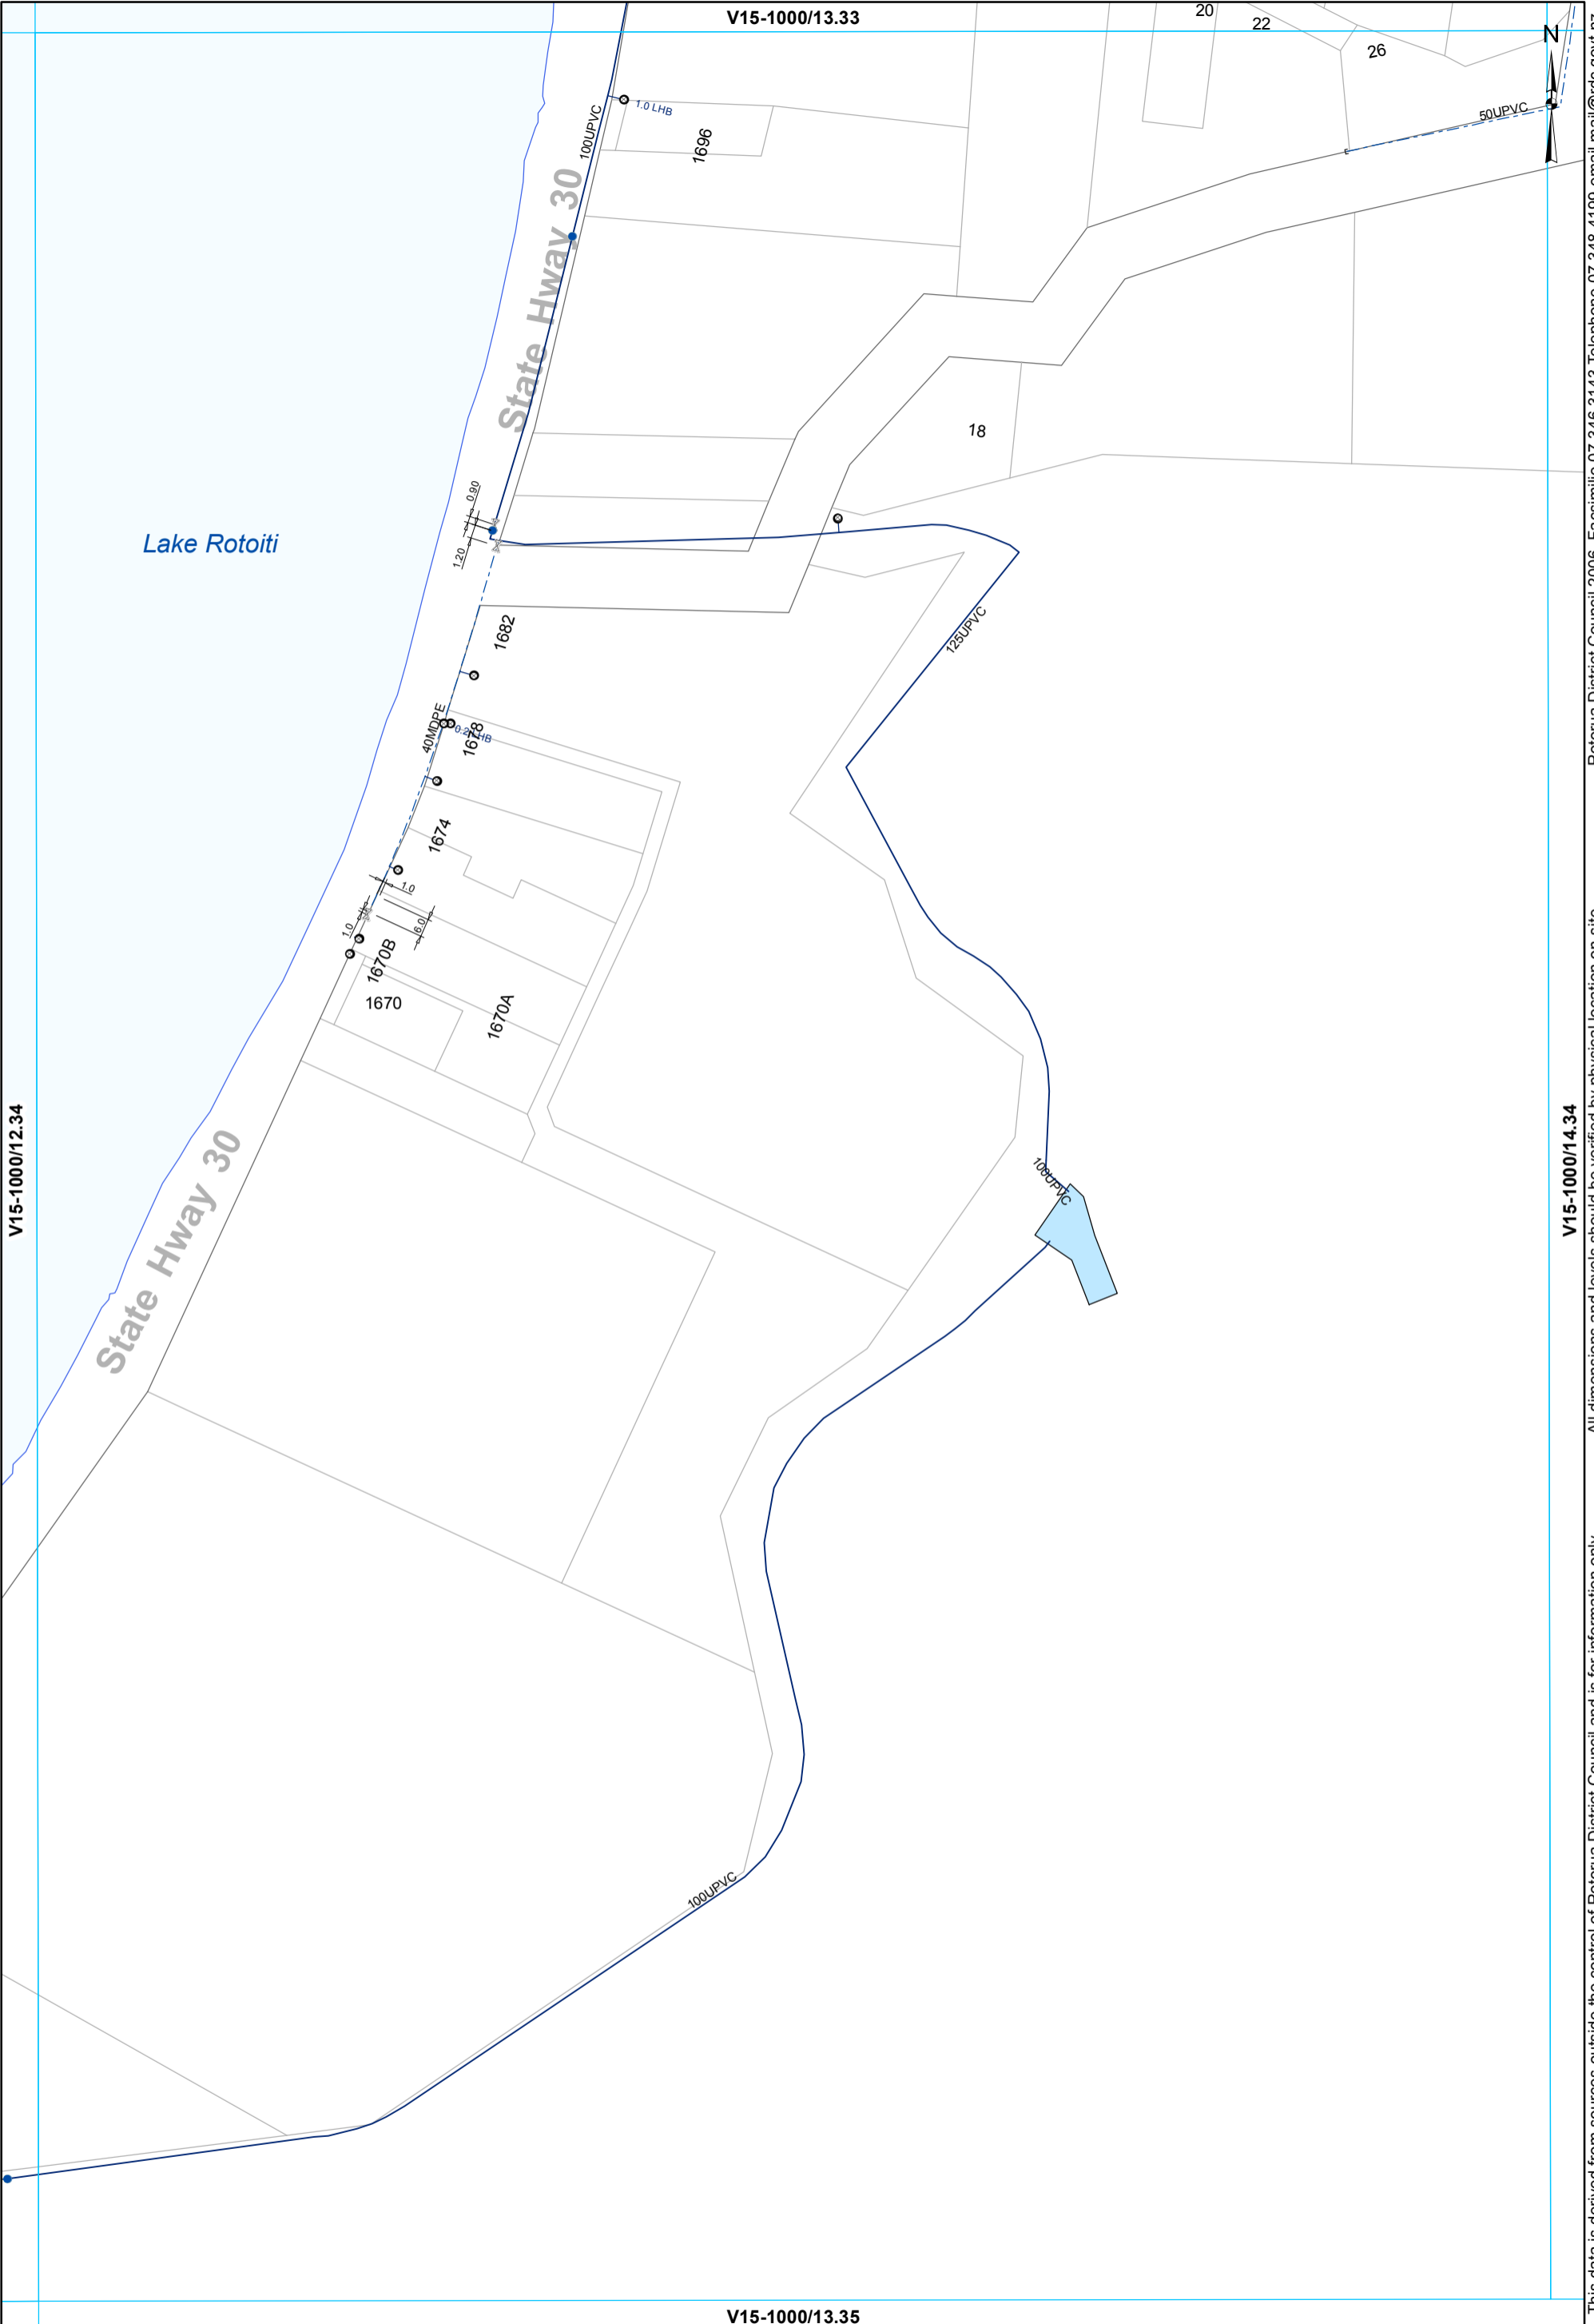 V15-1000/13.33
20
22
26
N
50UPVC
1.0 LHB
1696
100UPVC
State Hway 30
18
0.90
1.20
Lake Rotoiti
1682
125UPVC
40MDPE
1678
1674
1.0
6.0
1.0
1670B
1670
1670A
V15-1000/12.34
V15-1000/14.34
100UPVC
State Hway 30
100UPVC
V15-1000/13.35